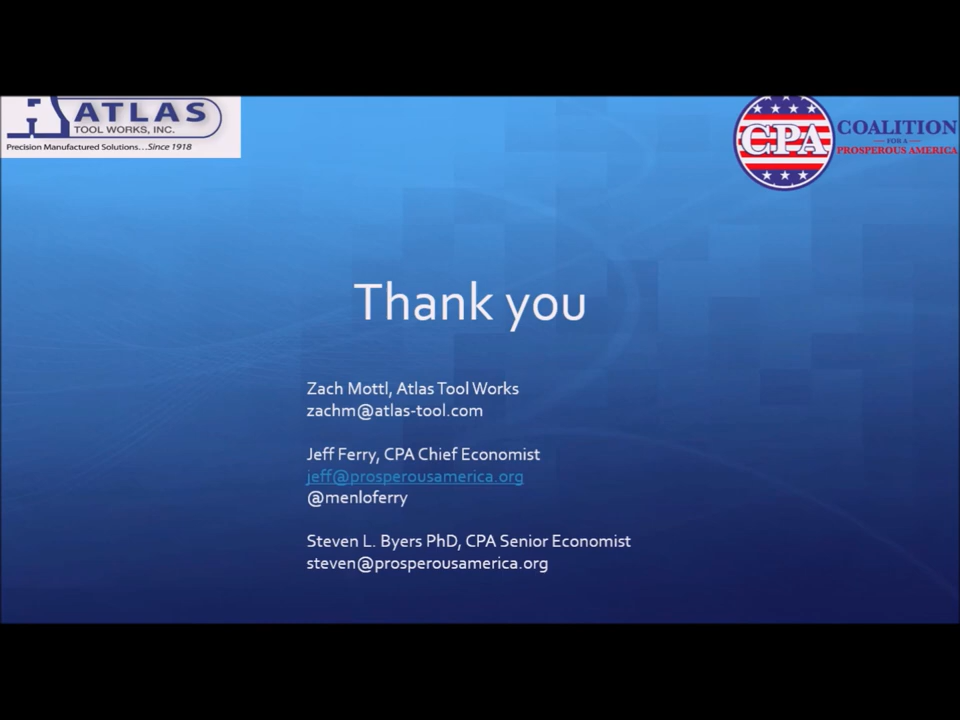 ATLAS
TOOL WORKS, INC.
Precision Manufactured Solutions...Since 1918
CPA
COALITION
FOR A
PROSPEROUS AMERICA
Thank you
Zach Mottl, Atlas Tool Works
zachm@atlas-tool.com
Jeff Ferry, CPA Chief Economist
jeff@prosperousamerica.org
@menloferry
Steven L. Byers PhD, CPA Senior Economist
steven@prosperousamerica.org